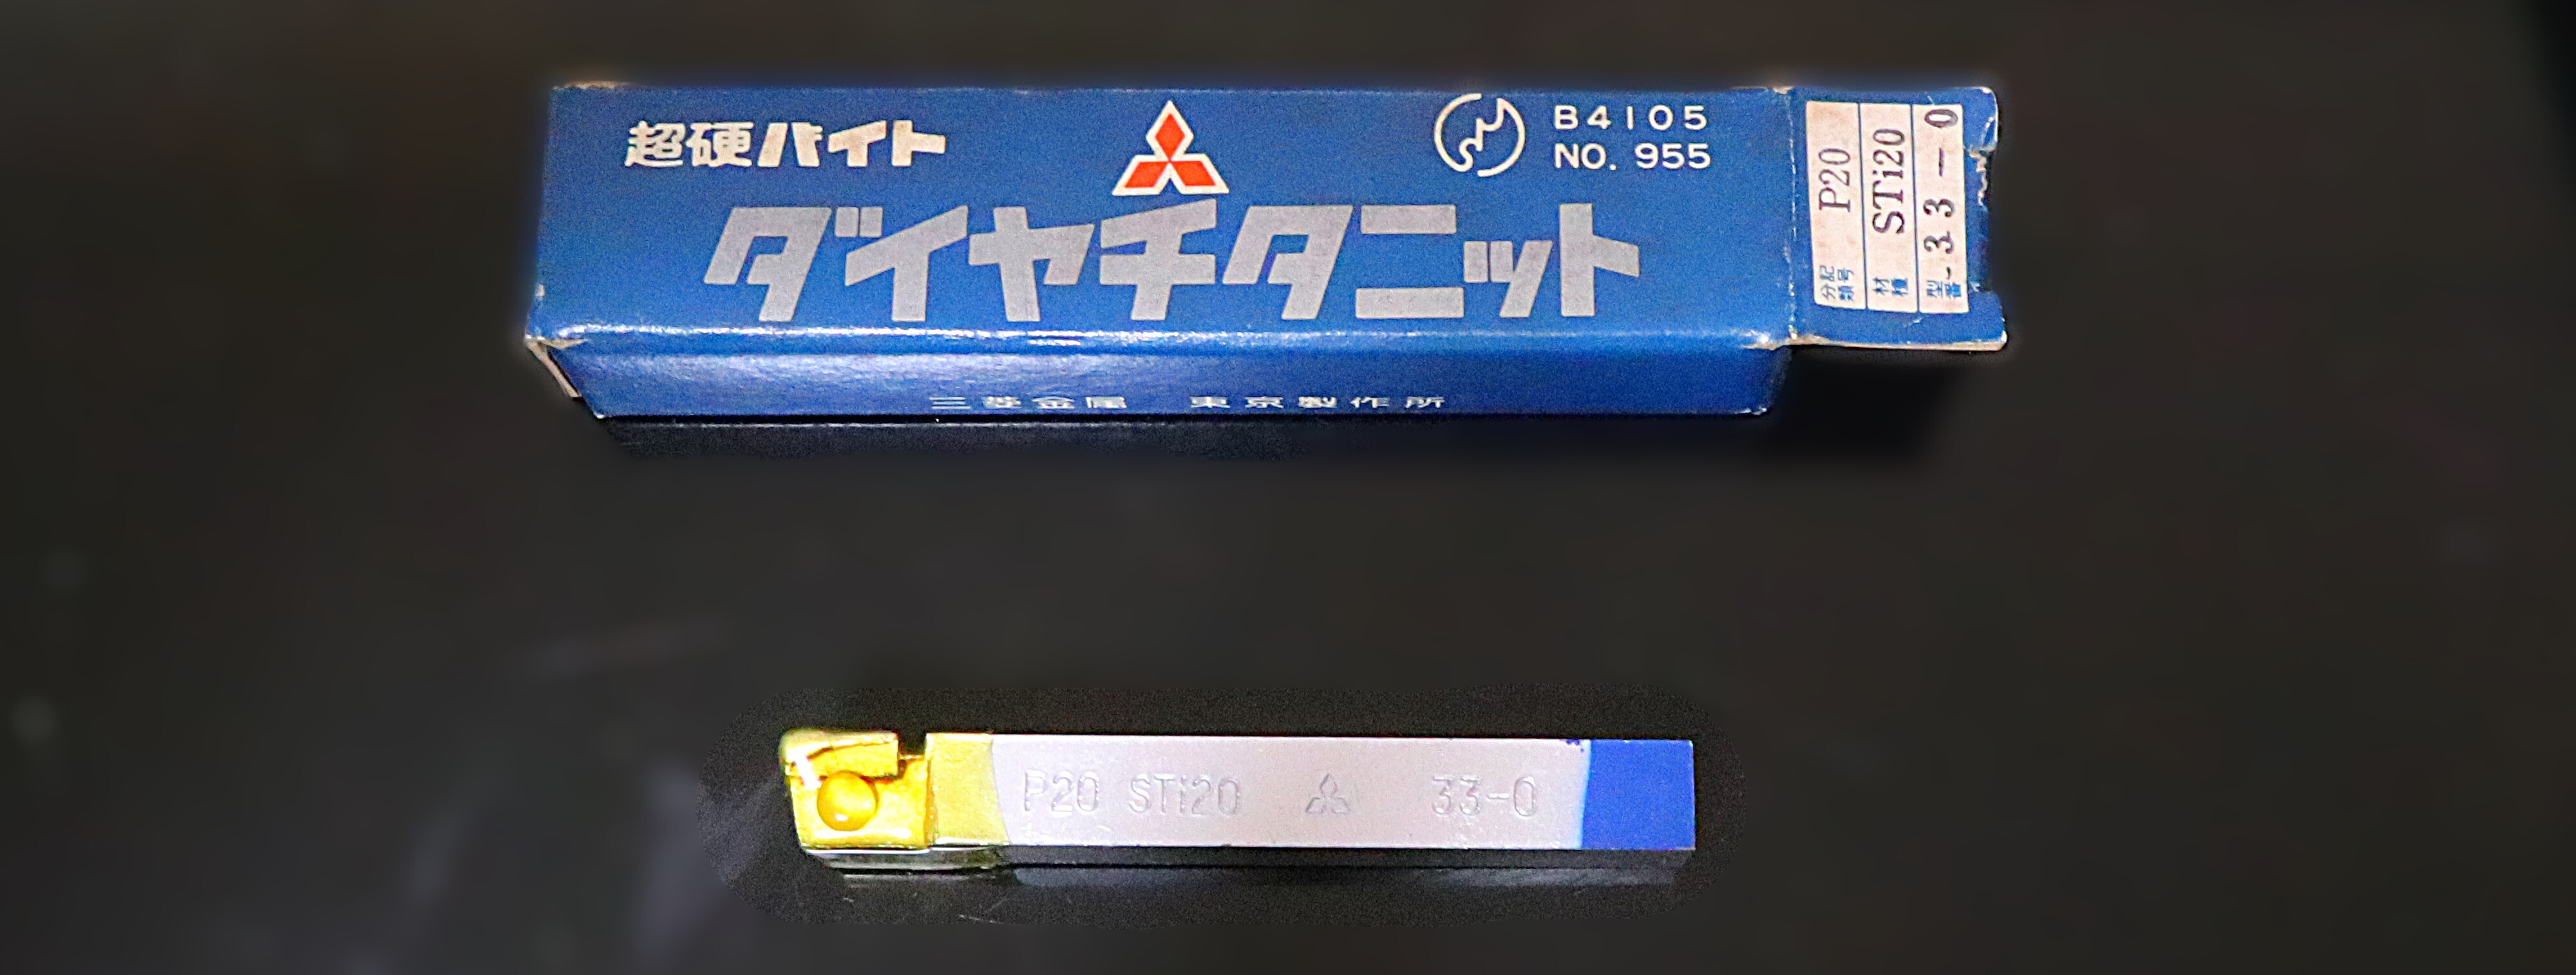 超硬バイト
B4105
NO. 955
ダイヤチタニット
三菱金属 東京製作所
分類記号 P20
材種 STi20
型番 -33-0
P20 STi20 33-0